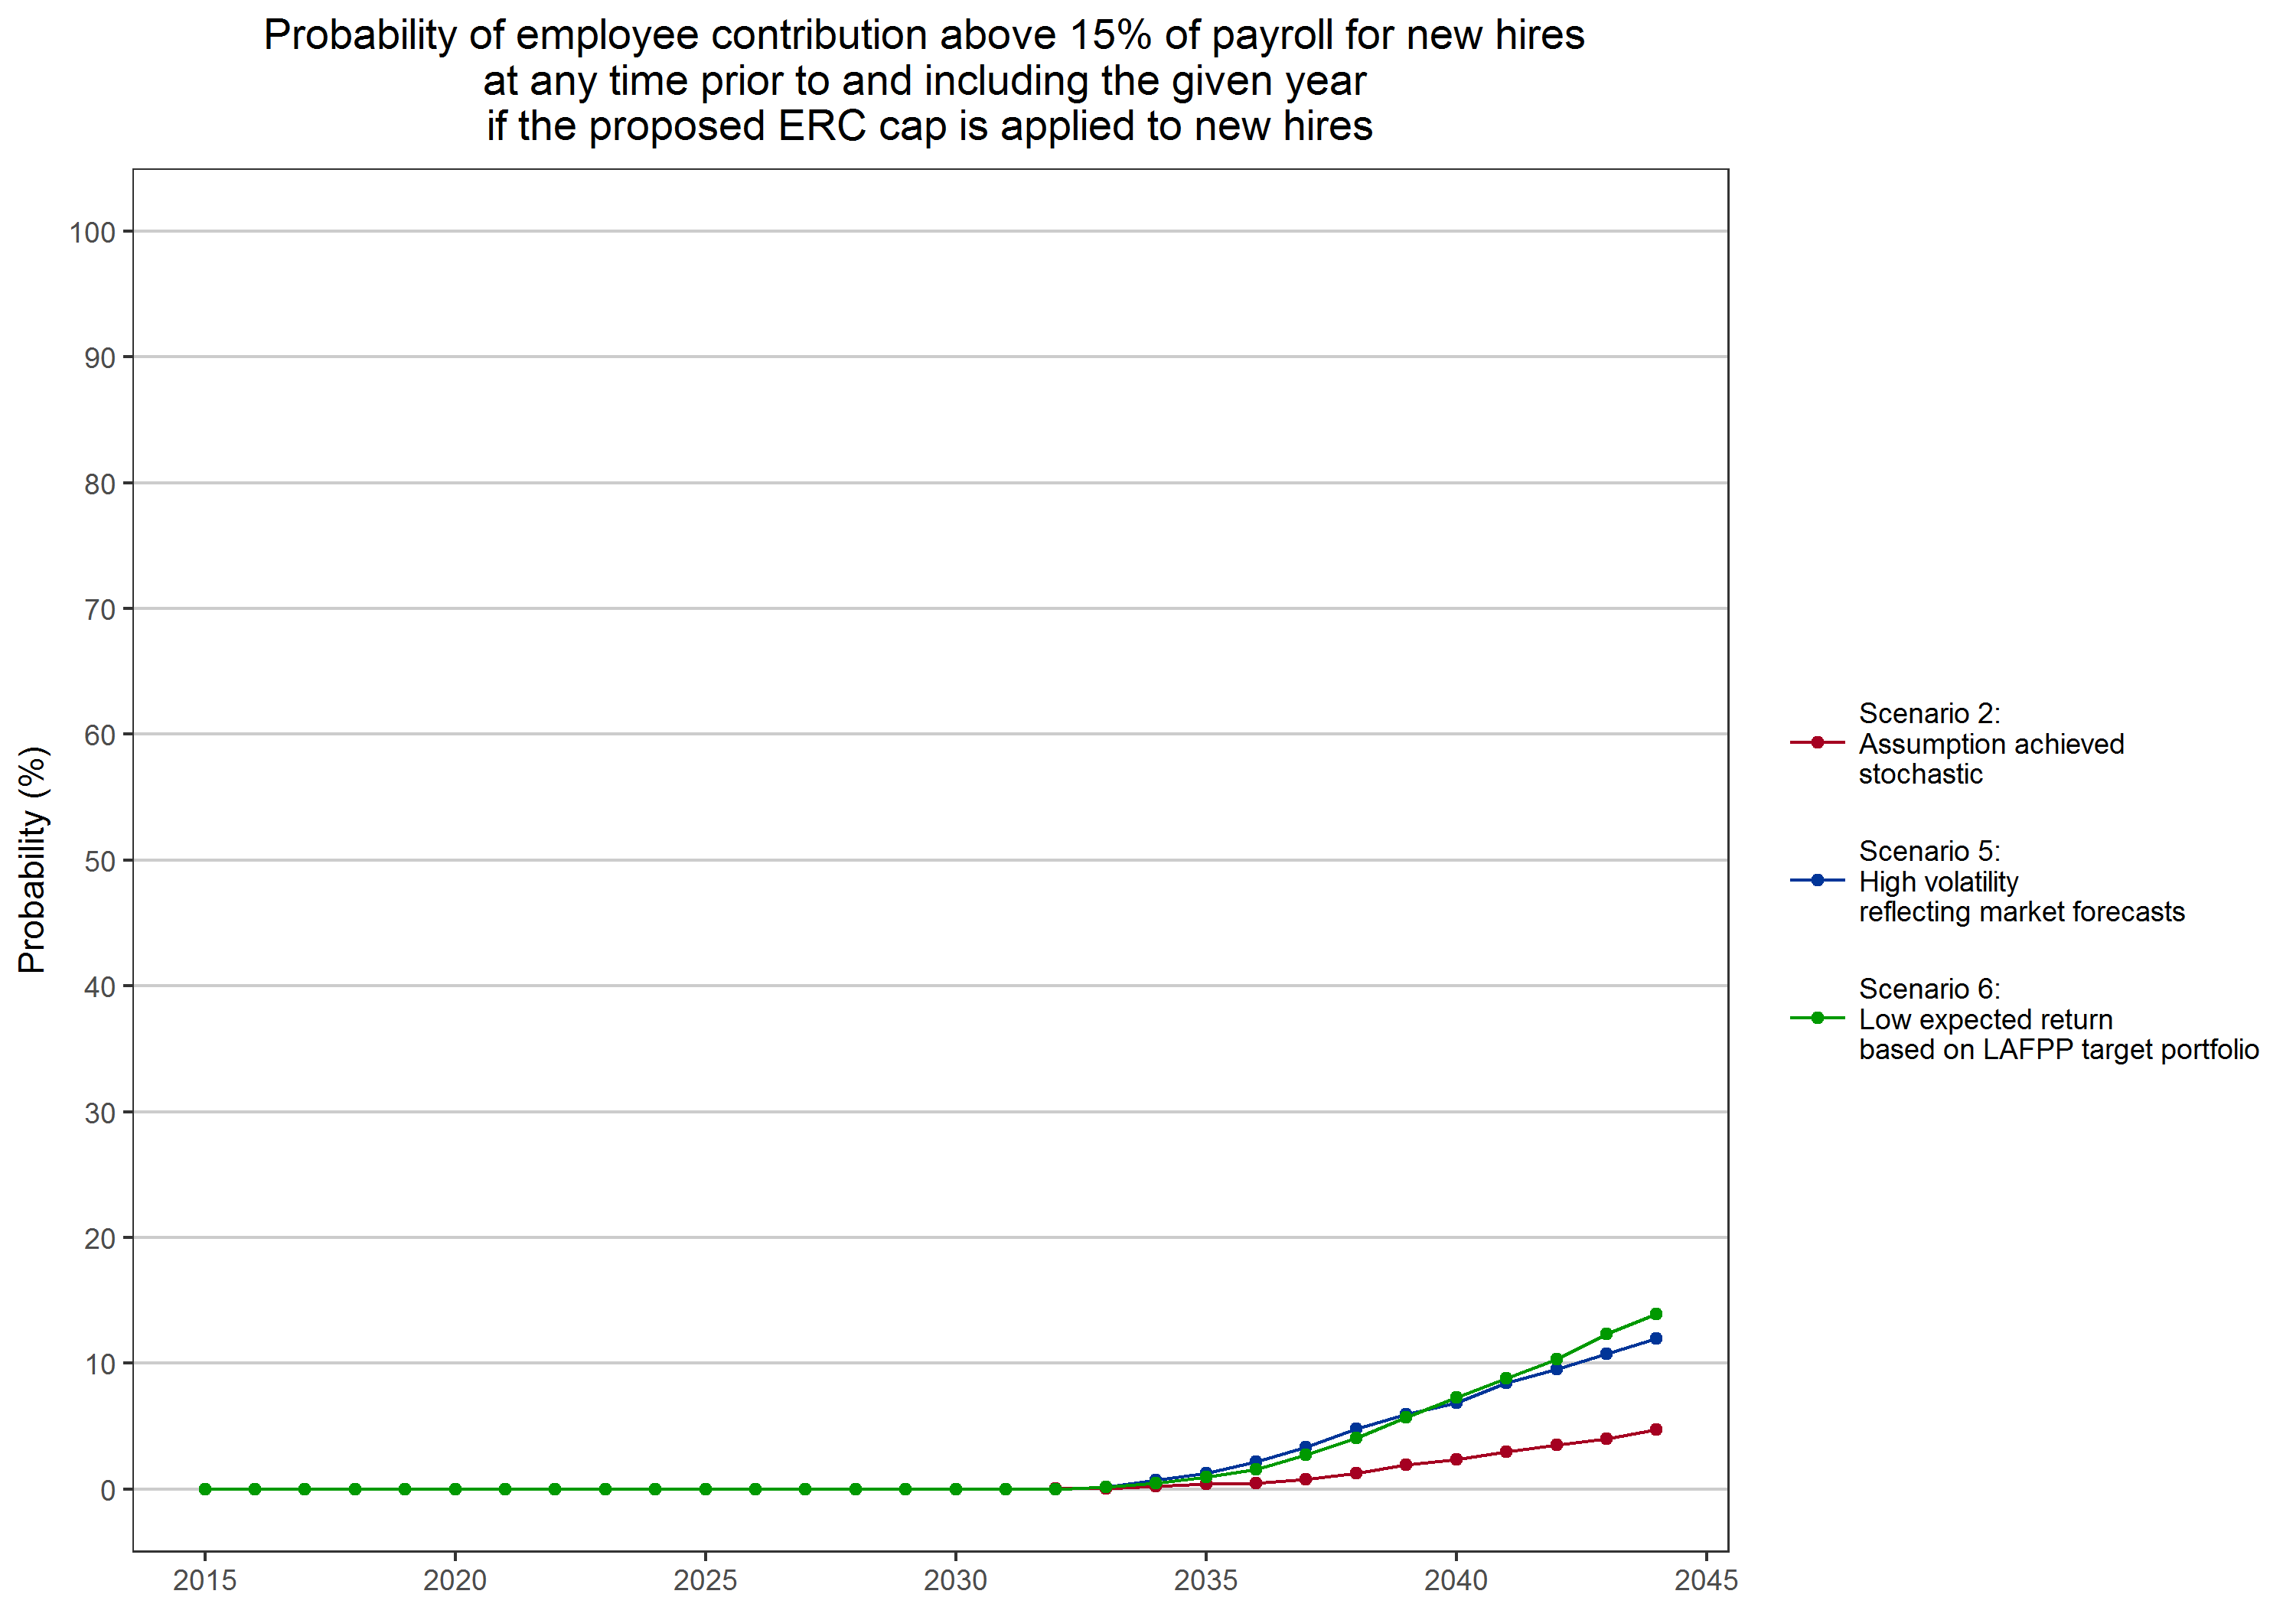 Probability of employee contribution above 15% of payroll for new hires
at any time prior to and including the given year
if the proposed ERC cap is applied to new hires
Probability (%)
100
90
80
70
60
50
40
30
20
10
0
2015
2020
2025
2030
2035
2040
2045
Scenario 2:
Assumption achieved
stochastic
Scenario 5:
High volatility
reflecting market forecasts
Scenario 6:
Low expected return
based on LAFPP target portfolio